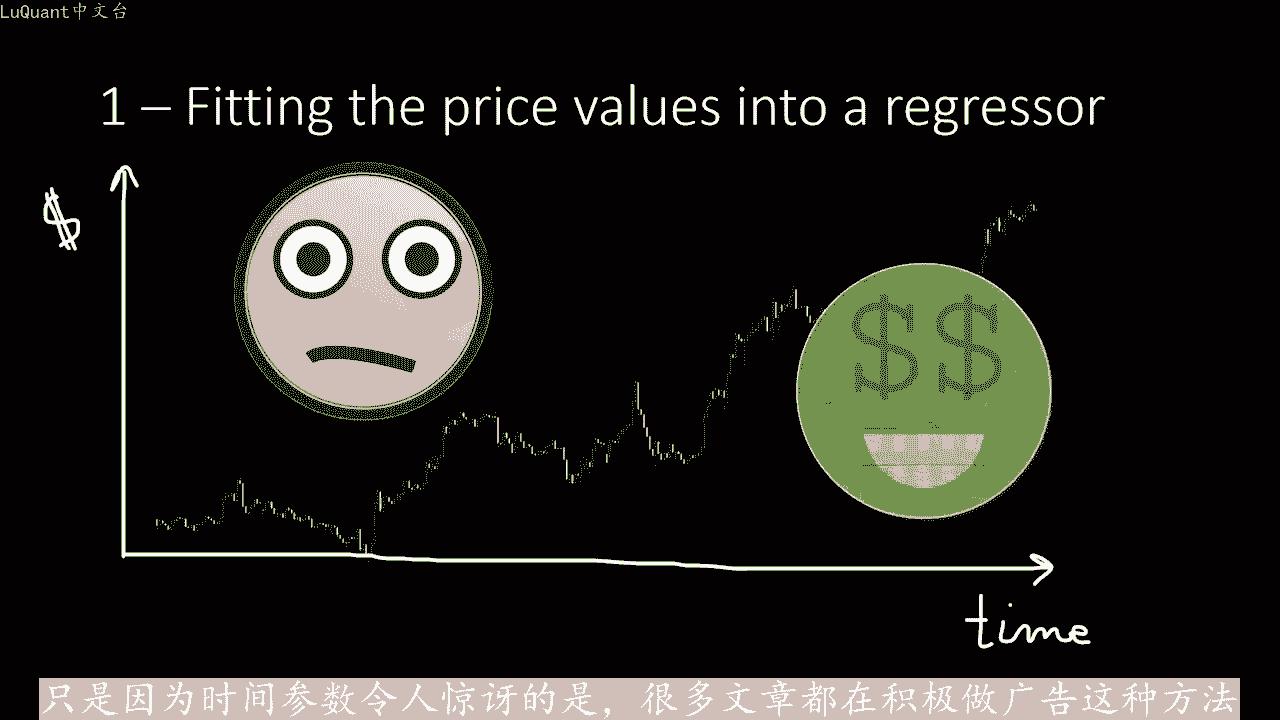 LuQuant中文台
1 – Fitting the price values into a regressor
$
$$
time
只是因为时间参数令人惊讶的是，很多文章都在积极做广告这种方法